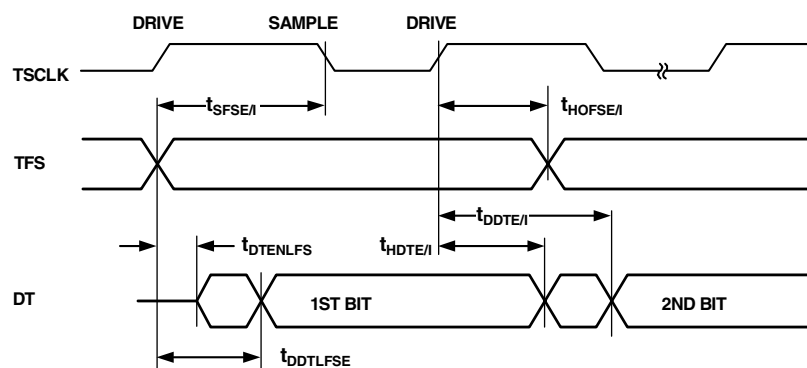 DRIVE SAMPLE DRIVE
TSCLK
tSFSE/I tHOFSE/I
TFS
tDDTE/I
tDTENLFS tHDTE/I
DT 1ST BIT 2ND BIT
tDDTLFSE